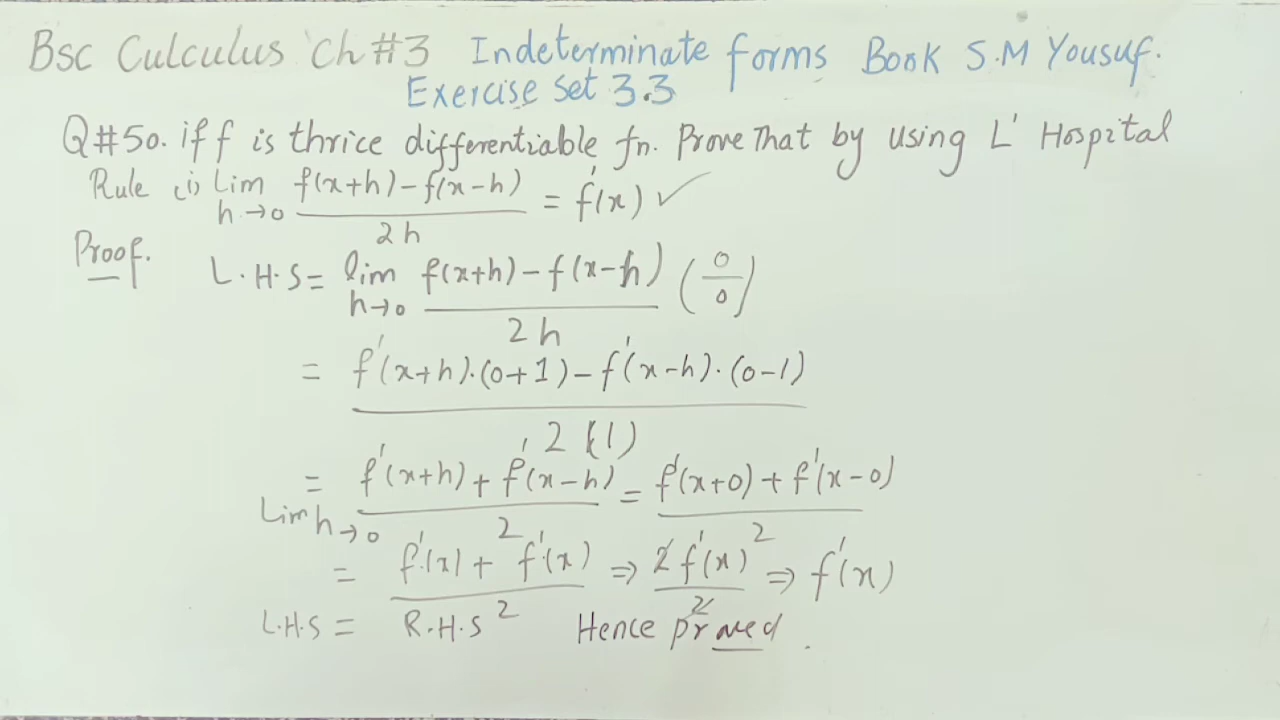 Bsc Culculus Ch #3 Indeterminate forms Book S.M Yousuf.
Exercise Set 3.3
Q#50. if f is thrice differentiable fn. Prove That by using L' Hospital
Rule (i) Lim h→0 f(x+h)-f(x-h) / 2h = f'(x) ✓
Proof.
L.H.S = lim h→0 f(x+h)-f(x-h) / 2h (0/0)
= f'(x+h).(0+1)-f'(x-h).(0-1) / 2(1)
= Lim h→0 f'(x+h)+f'(x-h) / 2 = f'(x+0)+f'(x-0) / 2
= f'(x)+f'(x) / 2 ⇒ 2f'(x) / 2 ⇒ f'(x)
L.H.S = R.H.S Hence proved.